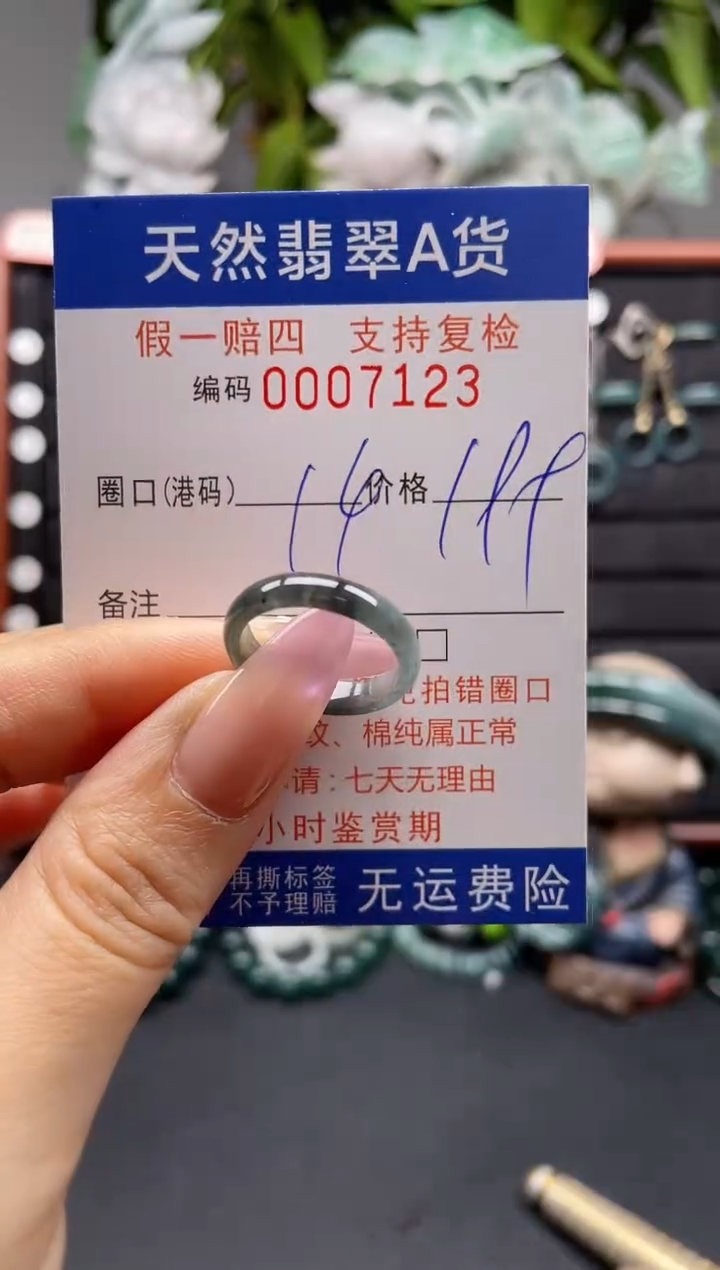 天然翡翠A货
假一赔四 支持复检
编码 0007123
圈口(港码) 14 价格
备注
拍错圈口
纹、棉纯属正常
请:七天无理由
小时鉴赏期
再撕标签
不予理赔
无运费险